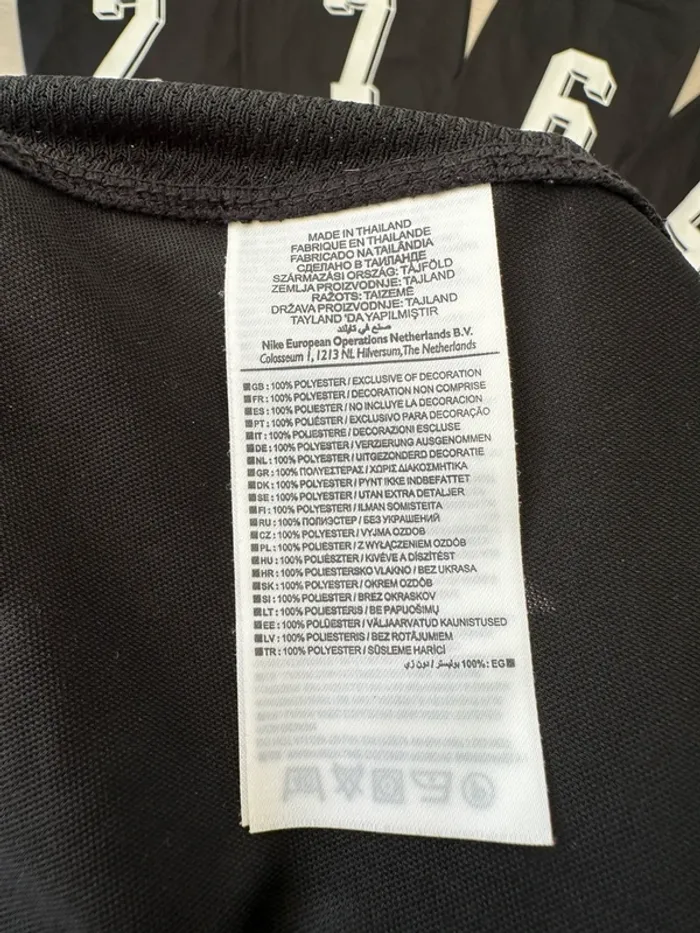 2 7 6
MADE IN THAILAND
FABRIQUE EN THAILANDE
FABRICADO NA TAILÂNDIA
СДЕЛАНО В ТАИЛАНДЕ
SZÁRMAZÁSI ORSZÁG: TÁJFÖLD
ZEMLJA PROIZVODNJE: TAJLAND
RAŽOTS: TAIZEMĒ
DRŽAVA PROIZVODNJE: TAJLAND
TAYLAND 'DA YAPILMIŞTIR
صنع في تايلند
Nike European Operations Netherlands B.V.
Colosseum 1, 1213 NL Hilversum, The Netherlands
GB: 100% POLYESTER / EXCLUSIVE OF DECORATION
FR: 100% POLYESTER / DECORATION NON COMPRISE
ES: 100% POLIESTER / NO INCLUYE LA DECORACION
PT: 100% POLIÉSTER / EXCLUSIVO PARA DECORAÇÃO
IT: 100% POLIESTERE / DECORAZIONI ESCLUSE
DE: 100% POLYESTER / VERZIERUNG AUSGENOMMEN
NL: 100% POLYESTER / UITGEZONDERD DECORATIE
GR: 100% ΠΟΛΥΕΣΤΕΡΑΣ / ΧΩΡΙΣ ΔΙΑΚΟΣΜΗΤΙΚΑ
DK: 100% POLYESTER / PYNT IKKE INDBEFATTET
SE: 100% POLYESTER / UTAN EXTRA DETALJER
FI: 100% POLYESTERI / ILMAN SOMISTEITA
RU: 100% ПОЛИЭСТЕР / БЕЗ УКРАШЕНИЙ
CZ: 100% POLYESTER / VYJMA OZDOB
PL: 100% POLIESTER / Z WYŁĄCZENIEM OZDÓB
HU: 100% POLIÉSZTER / KIVÉVE A DÍSZÍTÉST
HR: 100% POLIESTERSKO VLAKNO / BEZ UKRASA
SK: 100% POLYESTER / OKREM OZDÔB
SI: 100% POLIESTER / BREZ OKRASKOV
LT: 100% POLIESTERIS / BE PAPUOŠIMŲ
EE: 100% POLÜESTER / VÄLJAARVATUD KAUNISTUSED
LV: 100% POLIESTERIS / BEZ ROTĀJUMIEM
TR: 100% POLYESTER / SÜSLEME HARİCİ
EG :100% بوليستر / دون زي